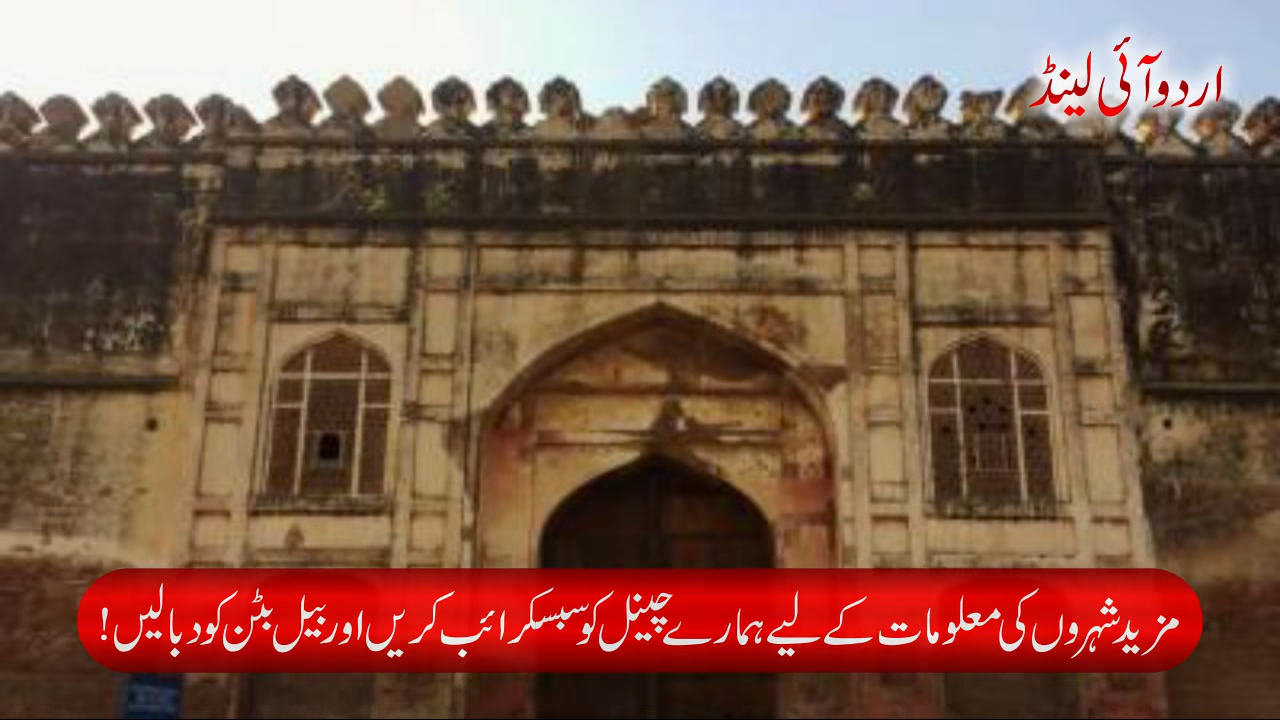 اردو آئی لینڈ
مزید شہروں کی معلومات کے لیے ہمارے چینل کو سبسکرائب کریں اور بیل بٹن کو دبا لیں!